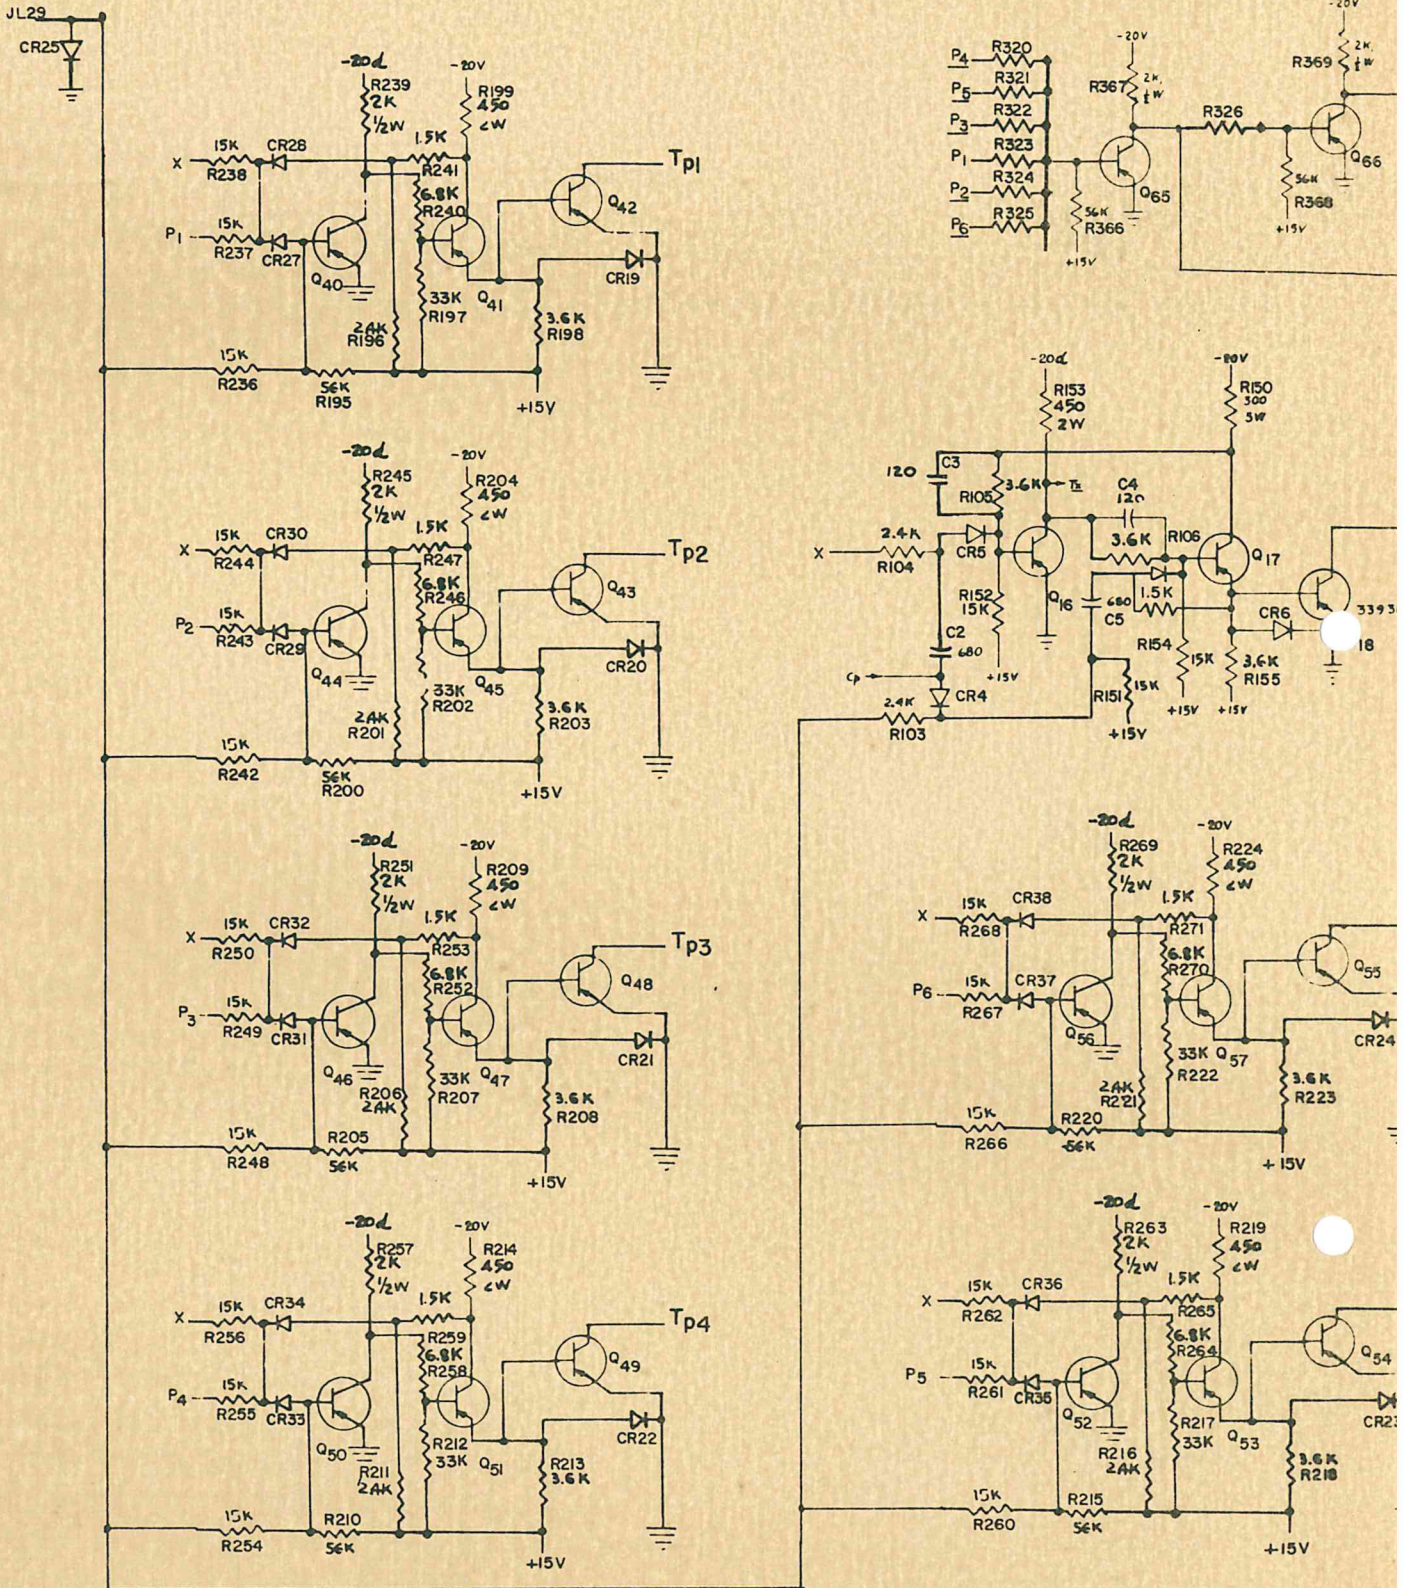 JL29
CR25
-20d
R239
2K
1/2W
-20V
R199
450
2W
X
15K
R238
CR28
1.5K
R241
6.8K
R240
P1
15K
R237
CR27
Q40
33K
R197
Q41
Q42
Tp1
CR19
2.4K
R196
3.6K
R198
15K
R236
56K
R195
+15V
-20d
R245
2K
1/2W
-20V
R204
450
2W
X
15K
R244
CR30
1.5K
R247
6.8K
R246
P2
15K
R243
CR29
Q44
33K
R202
Q45
Q43
Tp2
CR20
2.4K
R201
3.6K
R203
15K
R242
56K
R200
+15V
-20d
R251
2K
1/2W
-20V
R209
450
2W
X
15K
R250
CR32
1.5K
R253
6.8K
R252
P3
15K
R249
CR31
Q46
33K
R207
Q47
Q48
Tp3
CR21
R206
2.4K
3.6K
R208
15K
R248
R205
56K
+15V
-20d
R257
2K
1/2W
-20V
R214
450
2W
X
15K
R256
CR34
1.5K
R259
6.8K
R258
P4
15K
R255
CR33
Q50
R212
33K
Q51
Q49
Tp4
CR22
R211
2.4K
R213
3.6K
15K
R254
R210
56K
+15V
P4
R320
P5
R321
P3
R322
P1
R323
P2
R324
P6
R325
-20V
R367
2K
1/2W
Q65
56K
R366
+15V
R326
-20V
R369
2K
1/2W
Q66
56K
R368
+15V
-20d
R153
450
2W
-20V
R150
300
5W
120
C3
R105
3.6K
C4
120
R106
3.6K
X
2.4K
R104
CR5
Q16
Q17
R152
15K
C2
680
+15V
680
C5
1.5K
CR6
3393
18
R154
15K
3.6K
R155
Cp
CR4
2.4K
R103
R151
15K
+15V
+15V
+15V
-20d
R269
2K
1/2W
-20V
R224
450
2W
X
15K
R268
CR38
1.5K
R271
6.8K
R270
P6
15K
R267
CR37
Q56
33K
R222
Q57
Q55
CR24
2.4K
R221
3.6K
R223
15K
R266
R220
56K
+15V
-20d
R263
2K
1/2W
-20V
R219
450
2W
X
15K
R262
CR36
1.5K
R265
6.8K
R264
P5
15K
R261
CR35
Q52
R217
33K
Q53
Q54
CR23
R216
2.4K
3.6K
R218
15K
R260
R215
56K
+15V